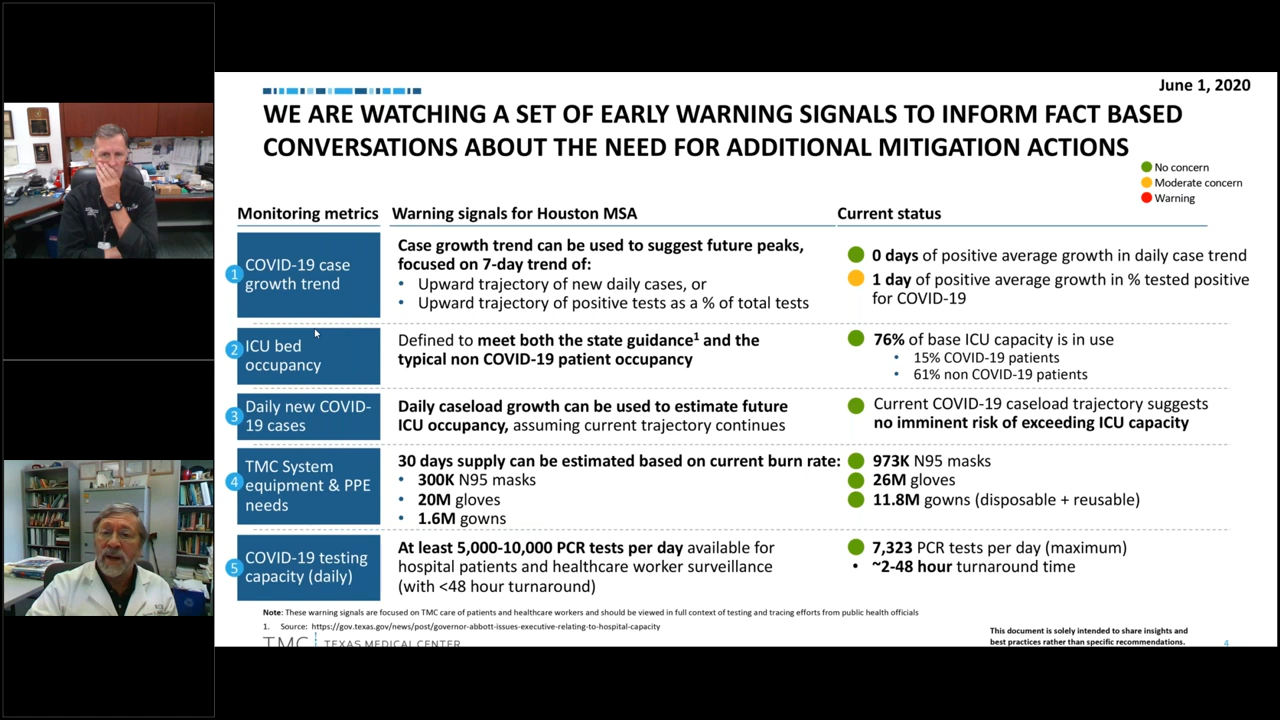 June 1, 2020
WE ARE WATCHING A SET OF EARLY WARNING SIGNALS TO INFORM FACT BASED
CONVERSATIONS ABOUT THE NEED FOR ADDITIONAL MITIGATION ACTIONS
No concern
Moderate concern
Warning
Monitoring metrics
Warning signals for Houston MSA
Current status
1
COVID-19 case
growth trend
Case growth trend can be used to suggest future peaks,
focused on 7-day trend of:
• Upward trajectory of new daily cases, or
• Upward trajectory of positive tests as a % of total tests
0 days of positive average growth in daily case trend
1 day of positive average growth in % tested positive
for COVID-19
2
ICU bed
occupancy
Defined to meet both the state guidance1 and the
typical non COVID-19 patient occupancy
76% of base ICU capacity is in use
• 15% COVID-19 patients
• 61% non COVID-19 patients
3
Daily new COVID-
19 cases
Daily caseload growth can be used to estimate future
ICU occupancy, assuming current trajectory continues
Current COVID-19 caseload trajectory suggests
no imminent risk of exceeding ICU capacity
4
TMC System
equipment & PPE
needs
30 days supply can be estimated based on current burn rate:
• 300K N95 masks
• 20M gloves
• 1.6M gowns
973K N95 masks
26M gloves
11.8M gowns (disposable + reusable)
5
COVID-19 testing
capacity (daily)
At least 5,000-10,000 PCR tests per day available for
hospital patients and healthcare worker surveillance
(with <48 hour turnaround)
7,323 PCR tests per day (maximum)
• ~2-48 hour turnaround time
Note: These warning signals are focused on TMC care of patients and healthcare workers and should be viewed in full context of testing and tracing efforts from public health officials
1. Source: https://gov.texas.gov/news/post/governor-abbott-issues-executive-relating-to-hospital-capacity
TMC | TEXAS MEDICAL CENTER
This document is solely intended to share insights and
best practices rather than specific recommendations.
4